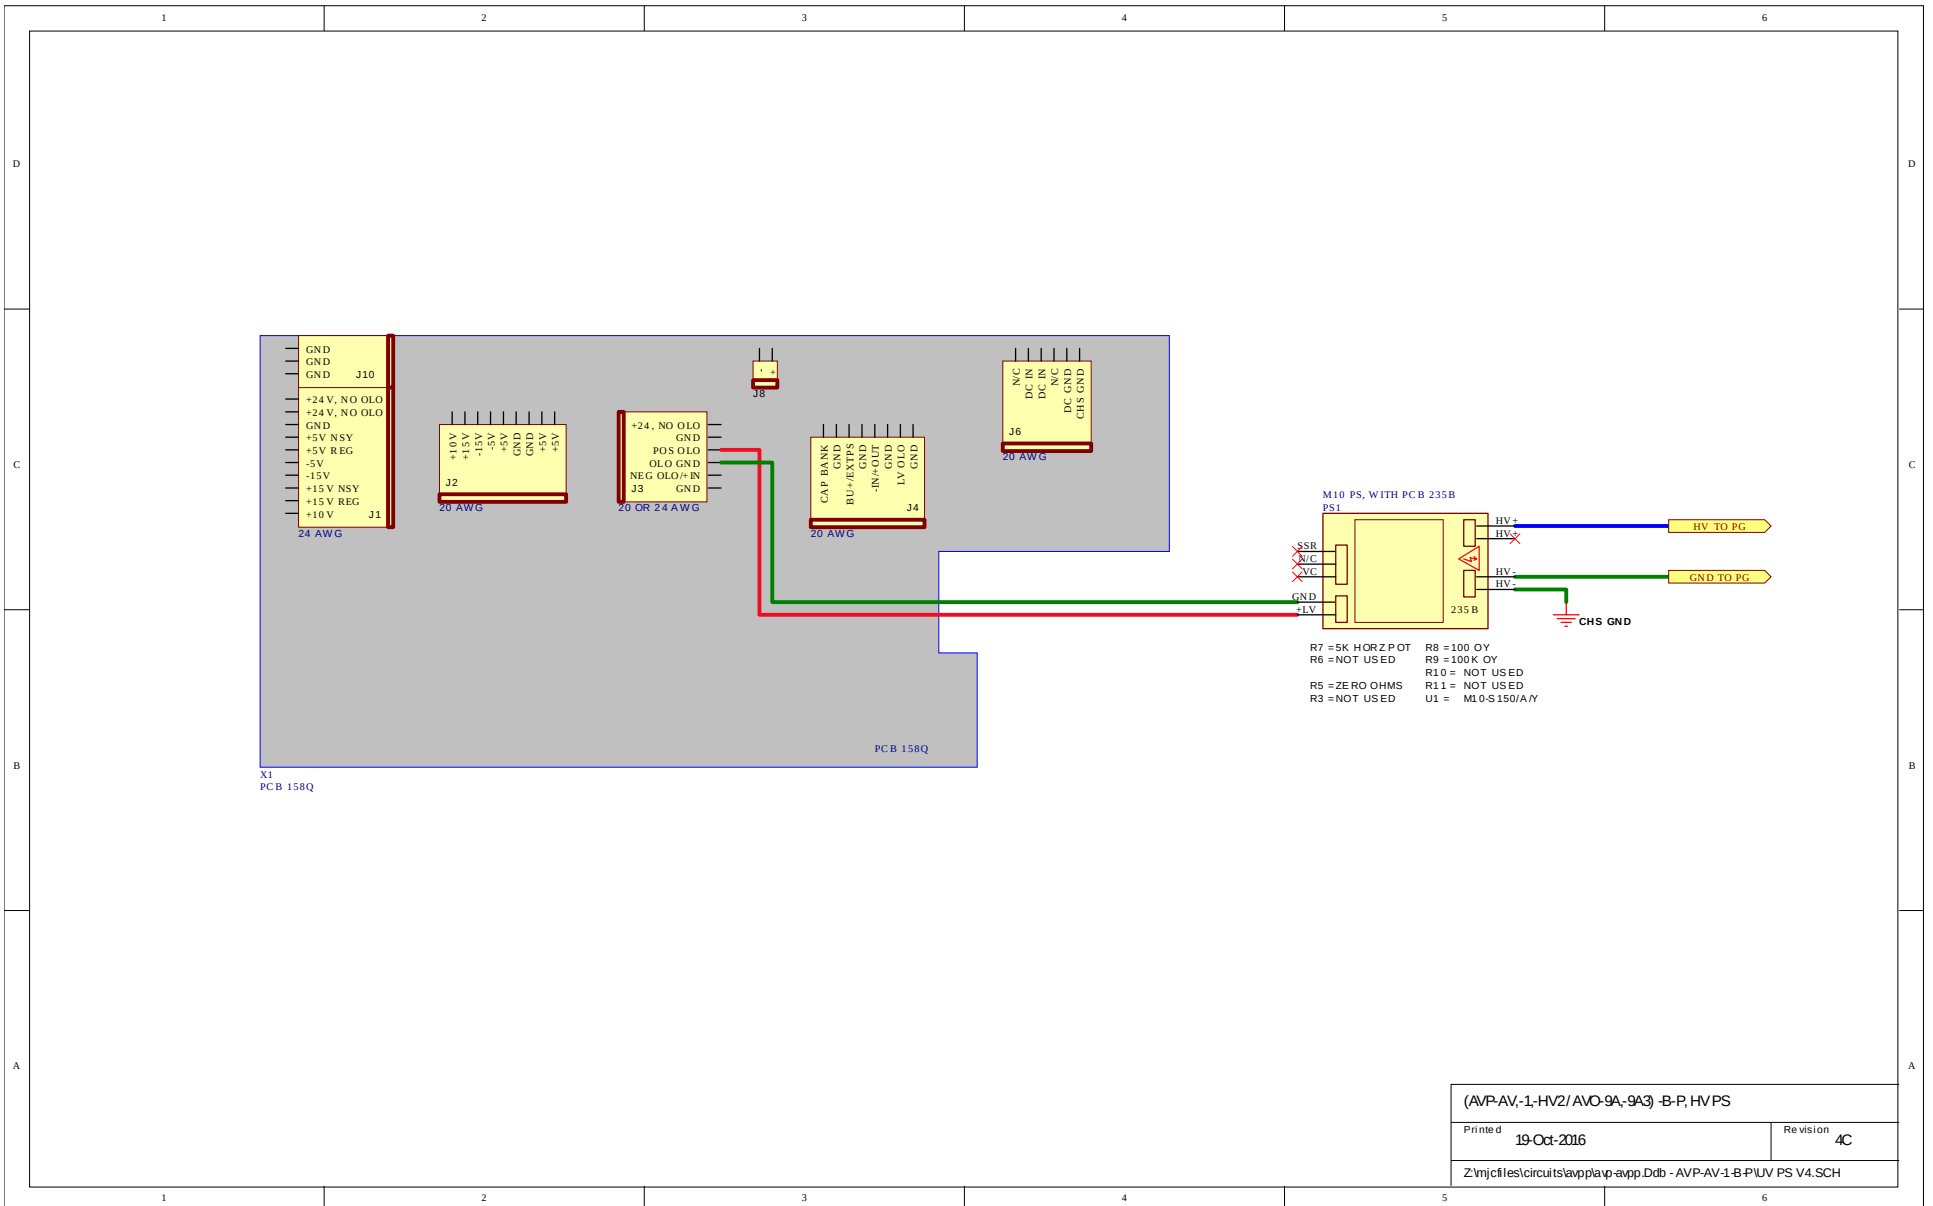 1 2 3 4 5 6
D D
C C
B B
A A
GND
GND
GND J10
+24V, NO OLO
+24V, NO OLO
GND
+5V NSY
+5V REG
-5V
-15V
+15V NSY
+15V REG
+10V J1
24 AWG
+10V
+15V
-15V
-5V
+5V
GND
GND
+5V
+5V
J2
20 AWG
+24, NO OLO
GND
POS OLO
OLO GND
NEG OLO/+IN
J3 GND
20 OR 24 AWG
- +
J8
CAP BANK
GND
BU+/EXTPS
GND
-IN/+OUT
GND
LV OLO
GND
J4
20 AWG
N/C
DC IN
DC IN
N/C
DC GND
CHS GND
J6
20 AWG
PCB 158Q
X1
PCB 158Q
M10 PS, WITH PCB 235B
PS1
SSR
N/C
VC
GND
+LV
HV+
HV+
HV-
HV-
235B
HV TO PG
GND TO PG
CHS GND
R7 =5K HORZ POT R8 =100 OY
R6 =NOT USED R9 =100K OY
R10 = NOT USED
R5 =ZERO OHMS R11 = NOT USED
R3 =NOT USED U1 = M10-S150/A/Y
(AVP-AV,-1,-HV2/ AVO-9A,-9A3) -B-P, HV PS
Printed 19-Oct-2016 Revision 4C
Z:\mjcfiles\circuits\avpp\avp-avpp.Ddb - AVP-AV-1-B-P\UV PS V4.SCH
1 2 3 4 5 6